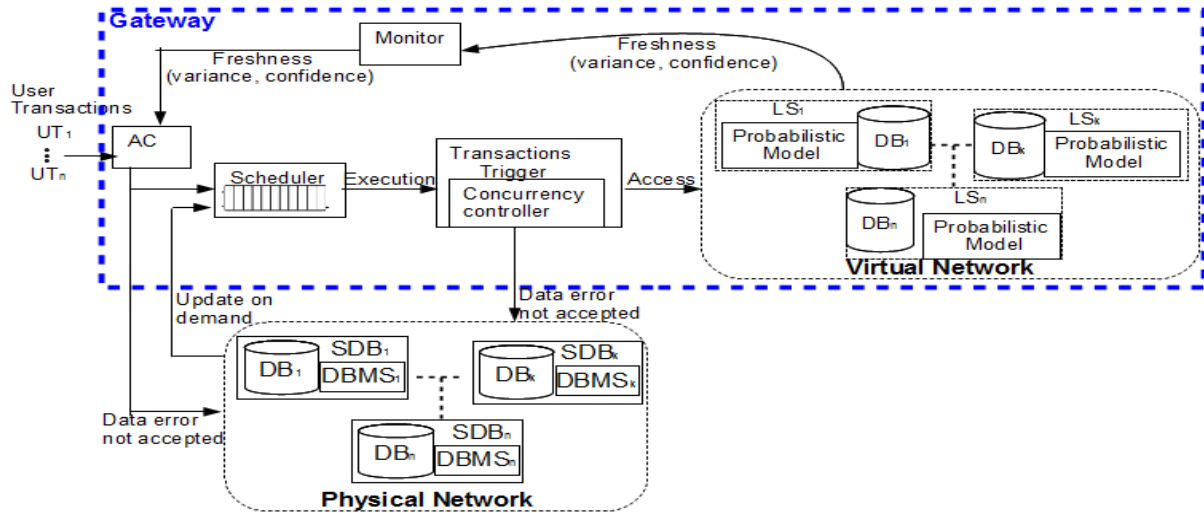 Gateway
Monitor
Freshness
(variance, confidence)
Freshness
(variance, confidence)
User
Transactions
UT1
UTn
AC
Scheduler
Execution
Transactions
Trigger
Concurrency
controller
Access
LS1
Probabilistic
Model
DB1
LSk
DBk
Probabilistic
Model
LSn
DBn
Probabilistic
Model
Virtual Network
Update on
demand
Data error
not accepted
SDB1
DB1
DBMS1
SDBk
DBk
DBMSk
Data error
not accepted
SDBn
DBn
DBMSn
Physical Network